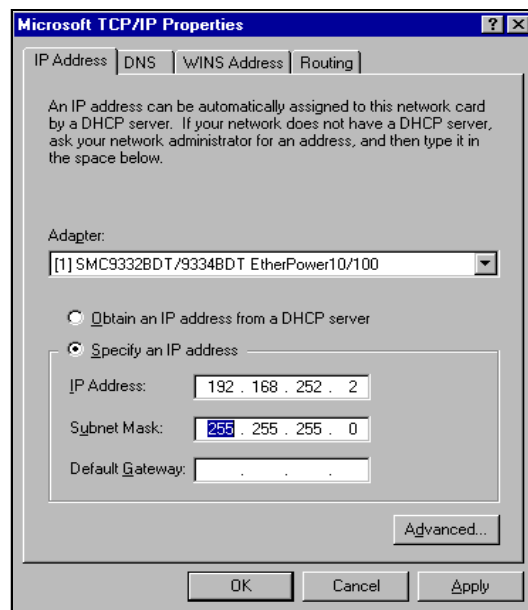 Microsoft TCP/IP Properties
? X
IP Address DNS WINS Address Routing
An IP address can be automatically assigned to this network card
by a DHCP server. If your network does not have a DHCP server,
ask your network administrator for an address, and then type it in
the space below.
Adapter:
[1] SMC9332BDT/9334BDT EtherPower10/100
Obtain an IP address from a DHCP server
Specify an IP address
IP Address: 192 . 168 . 252 . 2
Subnet Mask: 255 . 255 . 255 . 0
Default Gateway: . . .
Advanced...
OK Cancel Apply